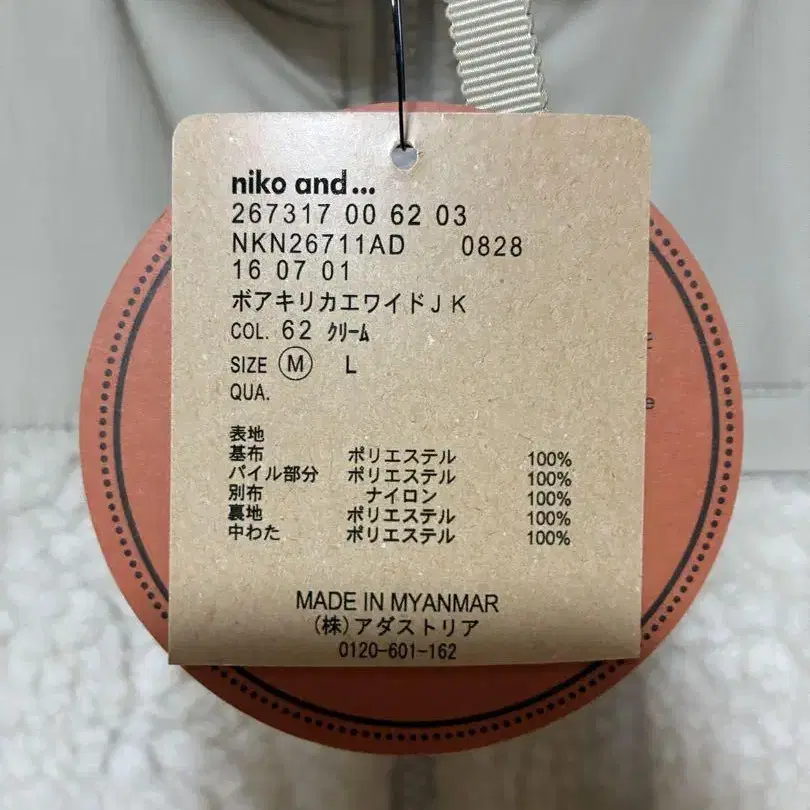 niko and...
267317 00 62 03
NKN26711AD 0828
16 07 01
ボアキリカエワイドJK
COL. 62 クリーム
SIZE M L
QUA.
表地
基布 ポリエステル 100%
パイル部分 ポリエステル 100%
別布 ナイロン 100%
裏地 ポリエステル 100%
中わた ポリエステル 100%
MADE IN MYANMAR
(株)アダストリア
0120-601-162